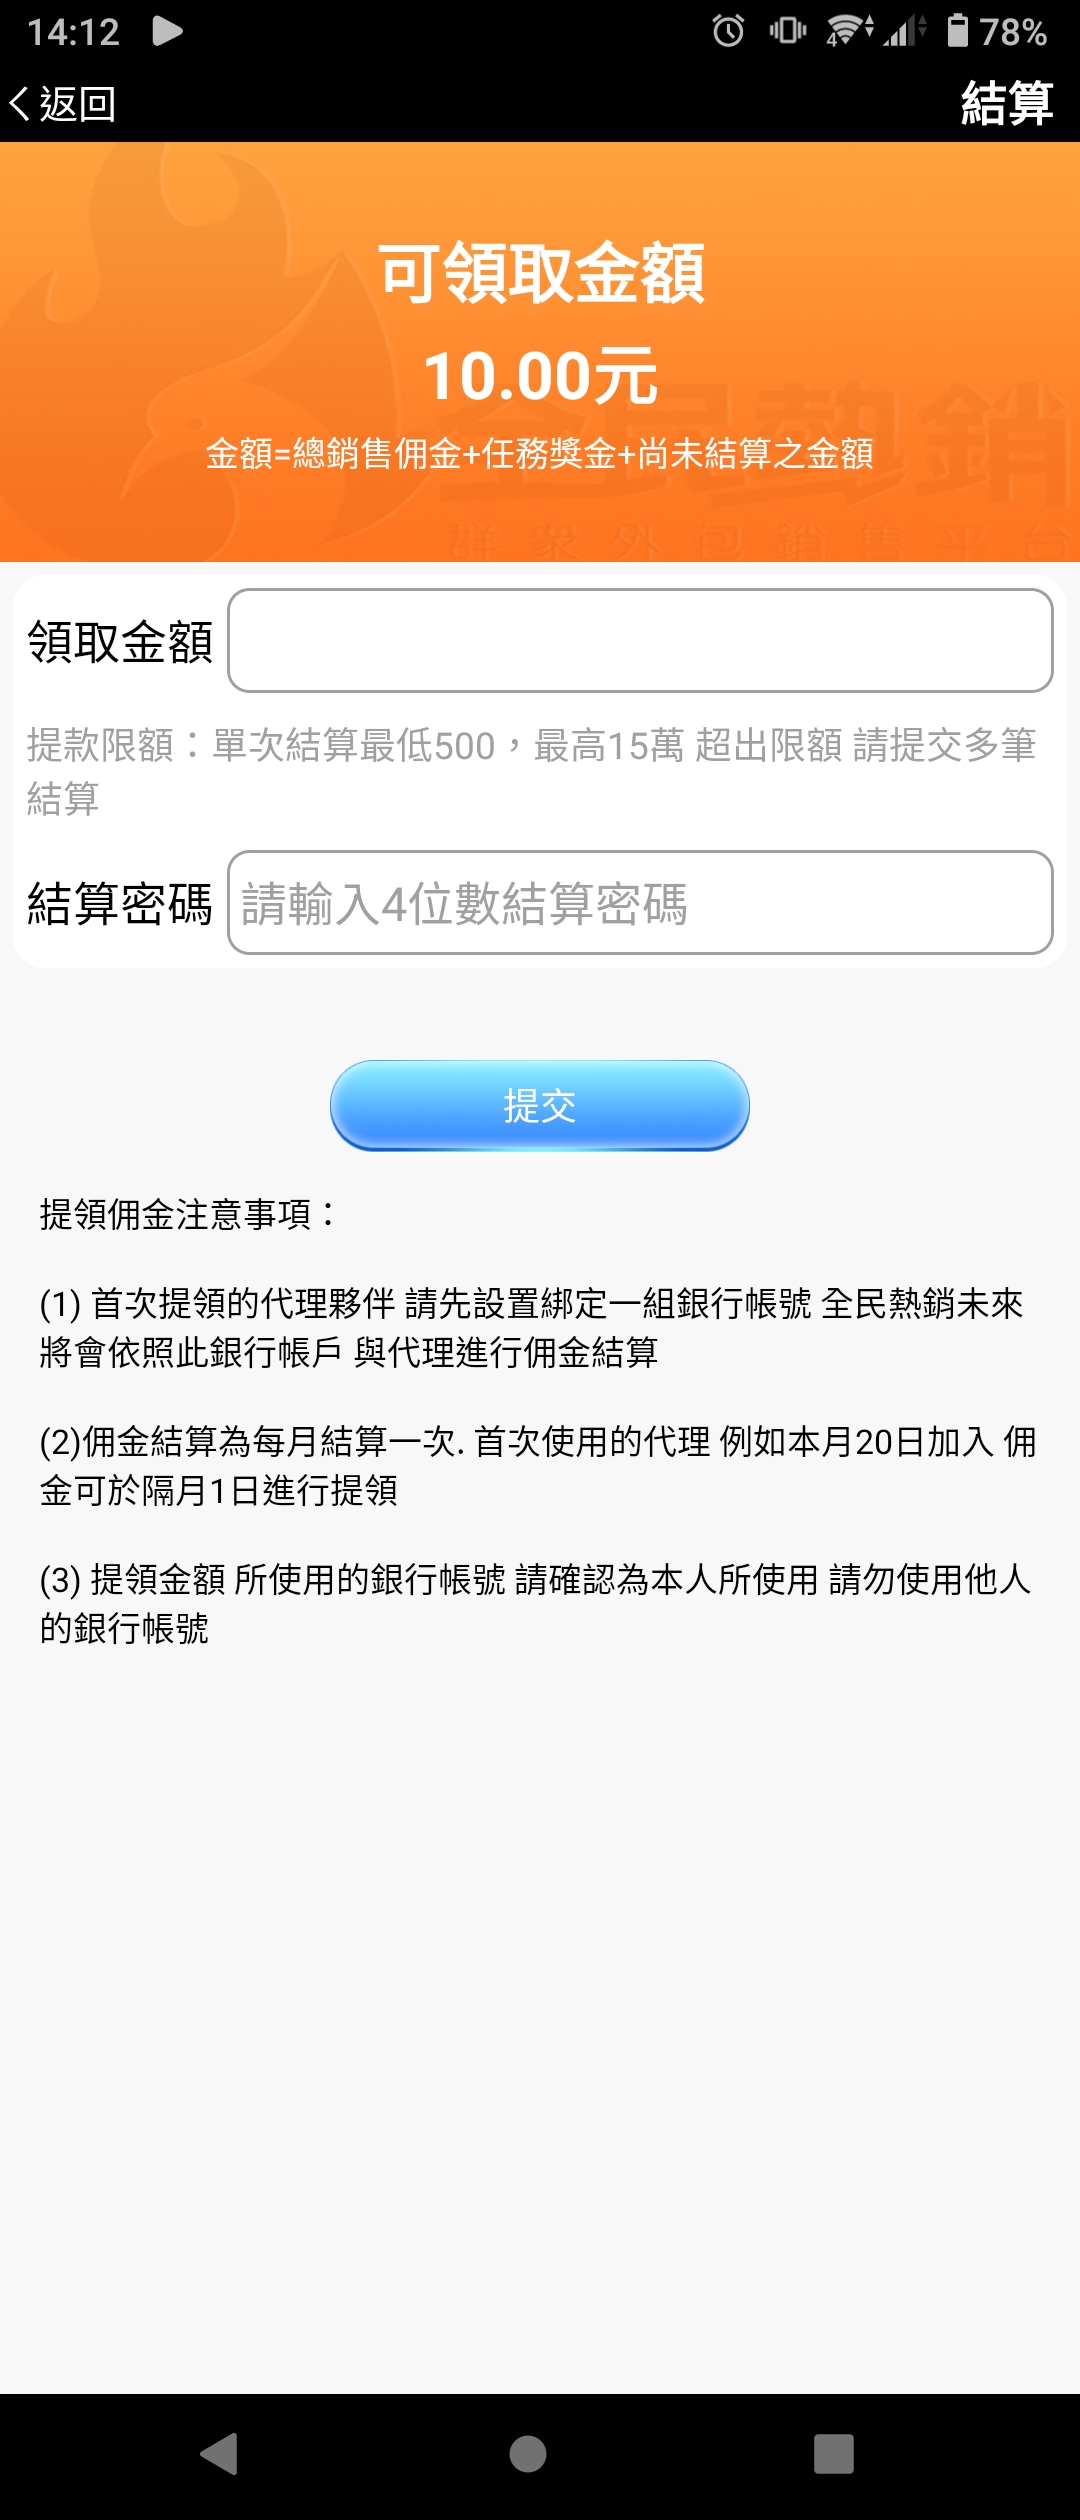 14:12
4
78%
返回
結算
可領取金額
10.00元
金額=總銷售佣金+任務獎金+尚未結算之金額
全民熱銷
群眾外包銷售平台
領取金額
提款限額：單次結算最低500，最高15萬 超出限額 請提交多筆
結算
結算密碼
請輸入4位數結算密碼
提交
提領佣金注意事項：
(1) 首次提領的代理夥伴 請先設置綁定一組銀行帳號 全民熱銷未來
將會依照此銀行帳戶 與代理進行佣金結算
(2)佣金結算為每月結算一次. 首次使用的代理 例如本月20日加入 佣
金可於隔月1日進行提領
(3) 提領金額 所使用的銀行帳號 請確認為本人所使用 請勿使用他人
的銀行帳號